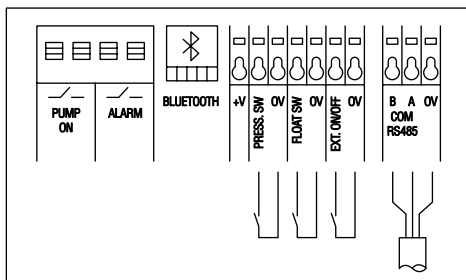 PUMP
ON
ALARM
BLUETOOTH
+V
PRESS. SW
0V
FLOAT SW
0V
EXT. ON/OFF
0V
B A 0V
COM
RS485